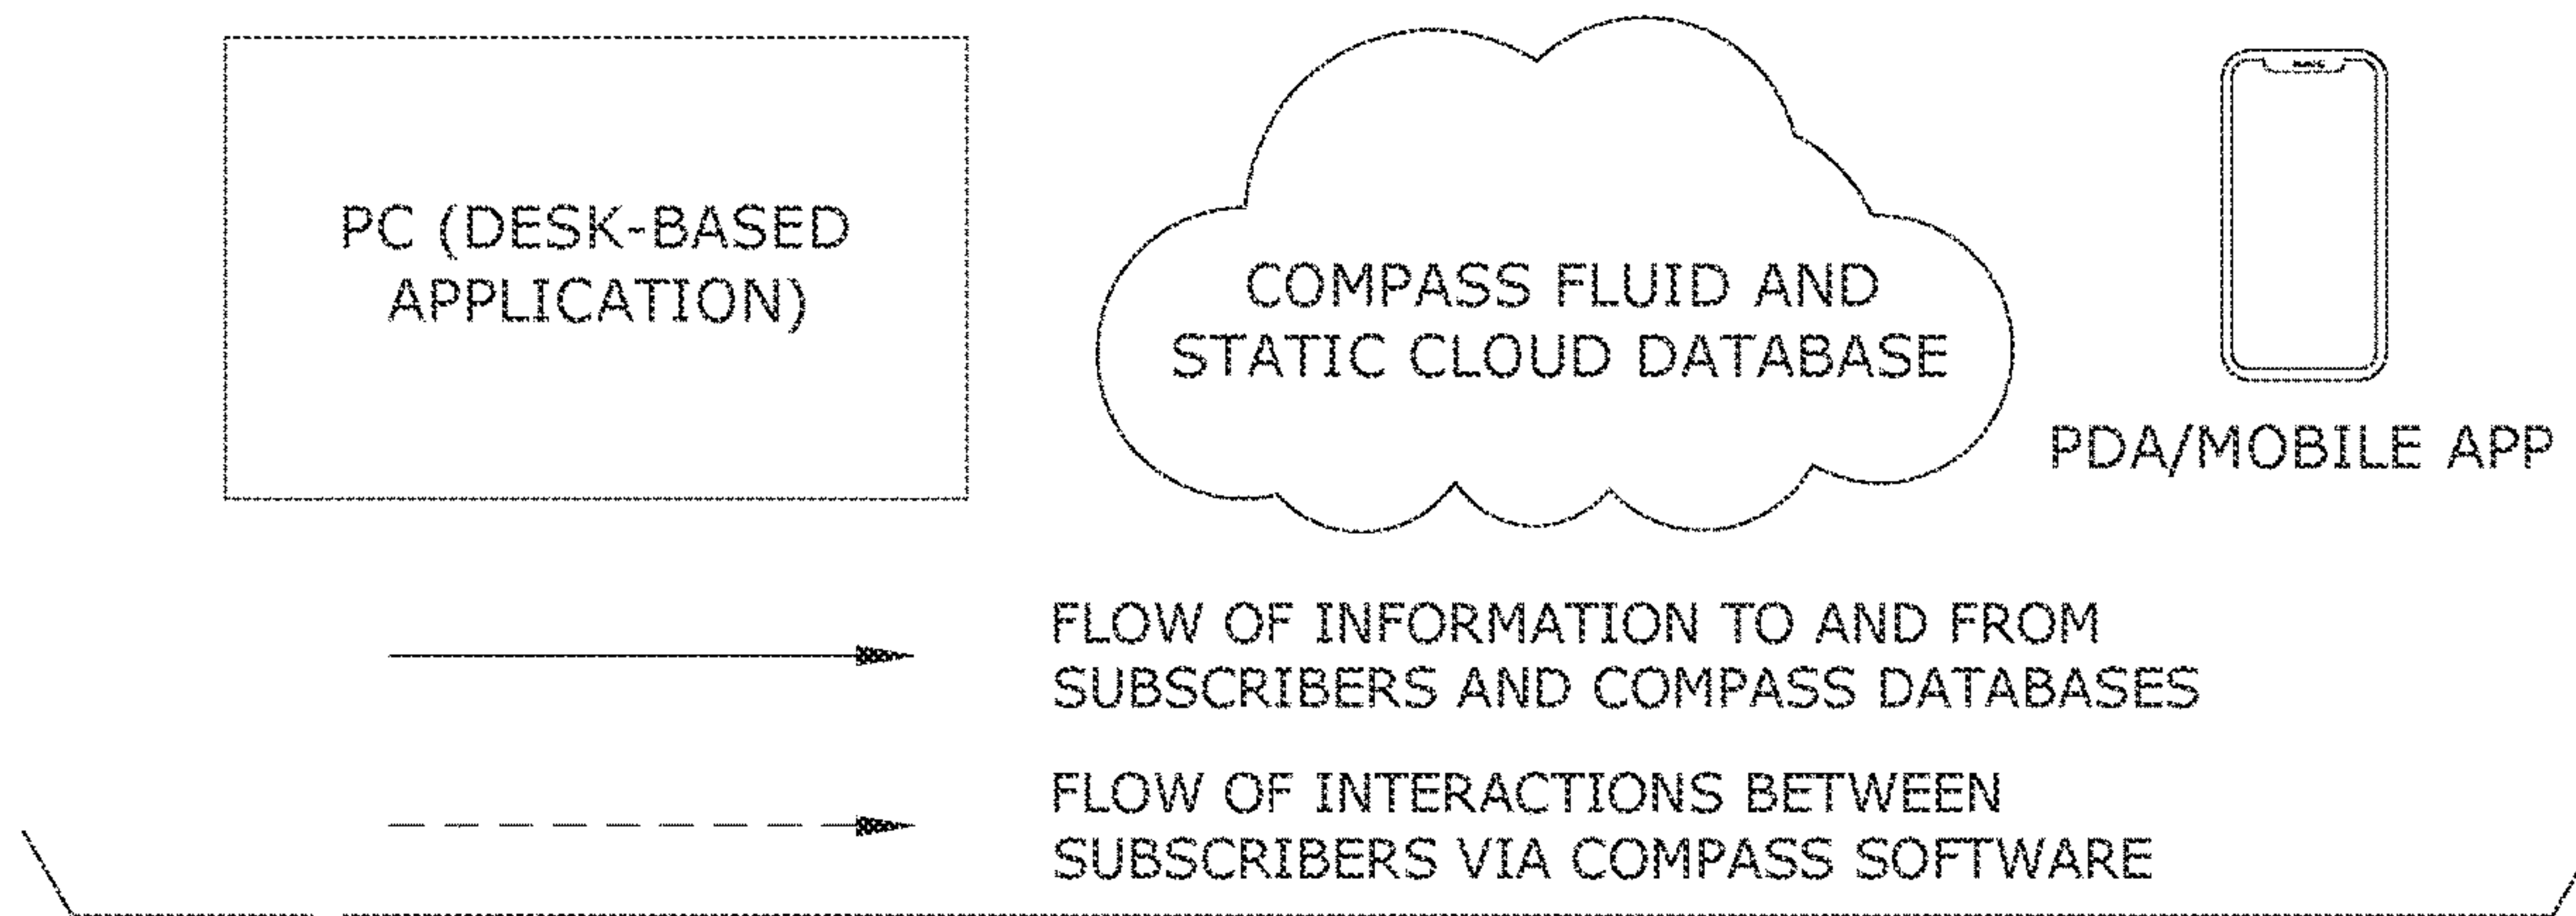 PC (DESK-BASED
APPLICATION)
COMPASS FLUID AND
STATIC CLOUD DATABASE
PDA/MOBILE APP
FLOW OF INFORMATION TO AND FROM
SUBSCRIBERS AND COMPASS DATABASES
FLOW OF INTERACTIONS BETWEEN
SUBSCRIBERS VIA COMPASS SOFTWARE